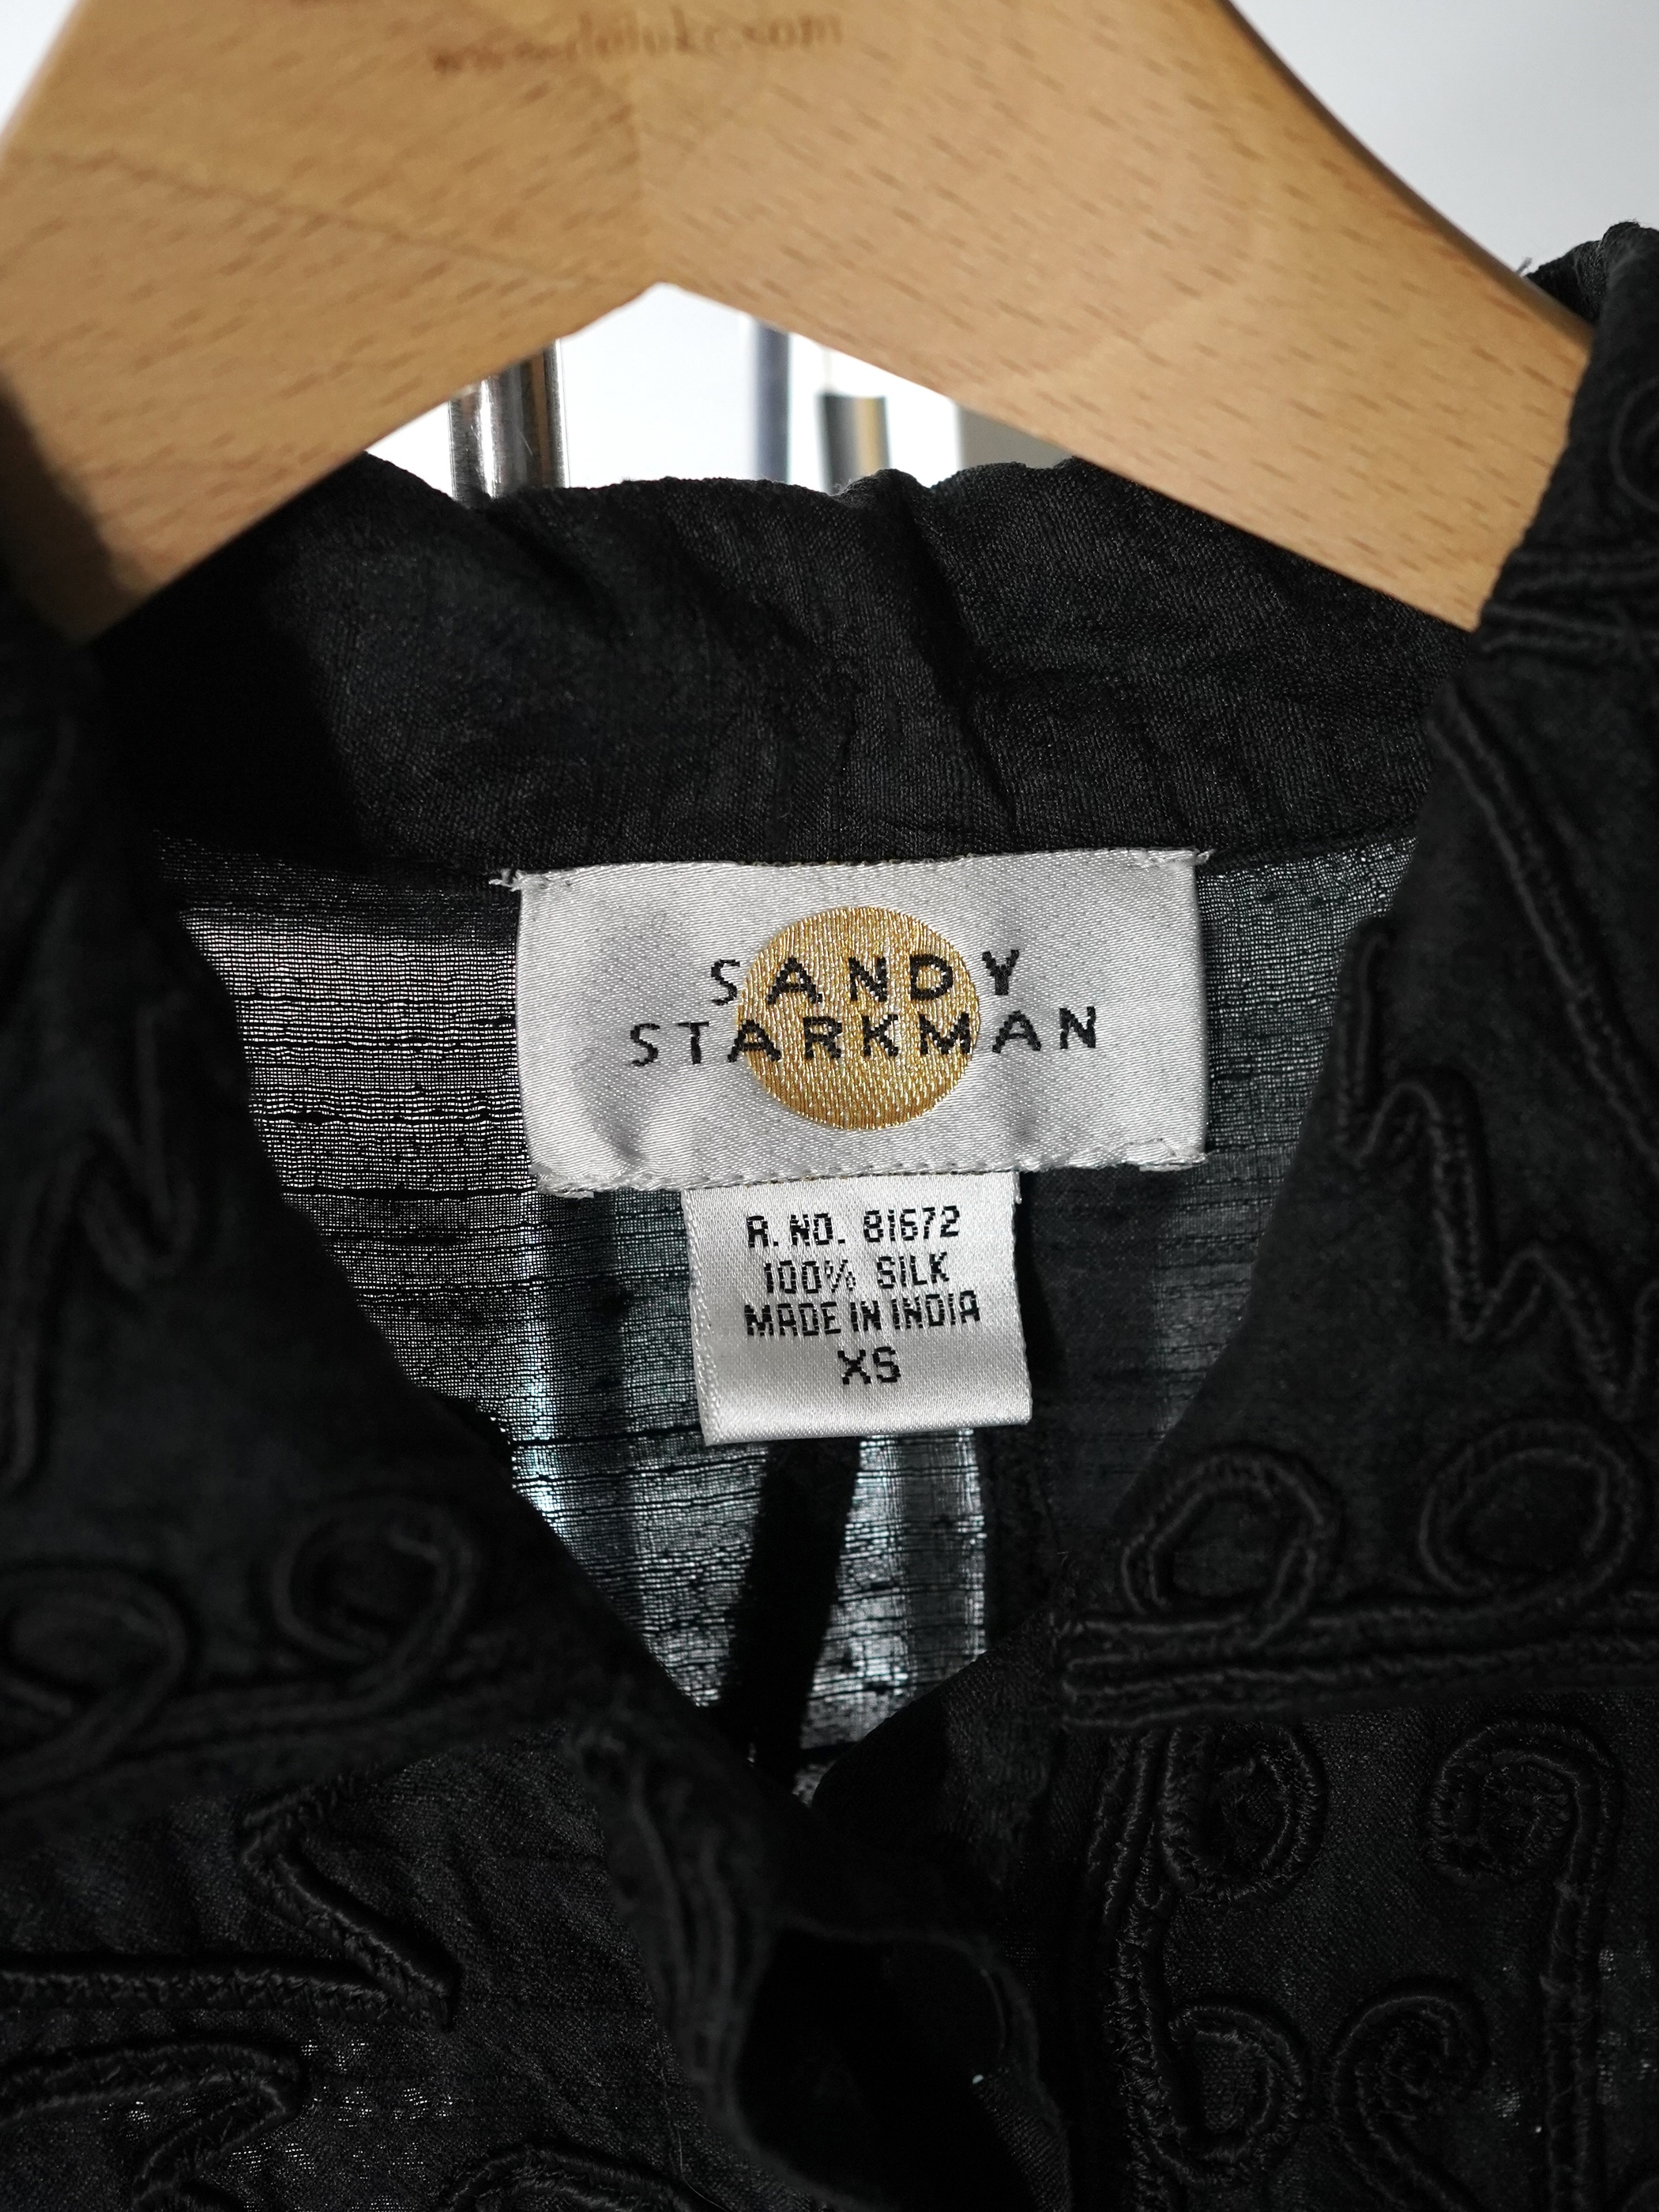 SANDY
STARKMAN
R. NO. 81672
100% SILK
MADE IN INDIA
XS